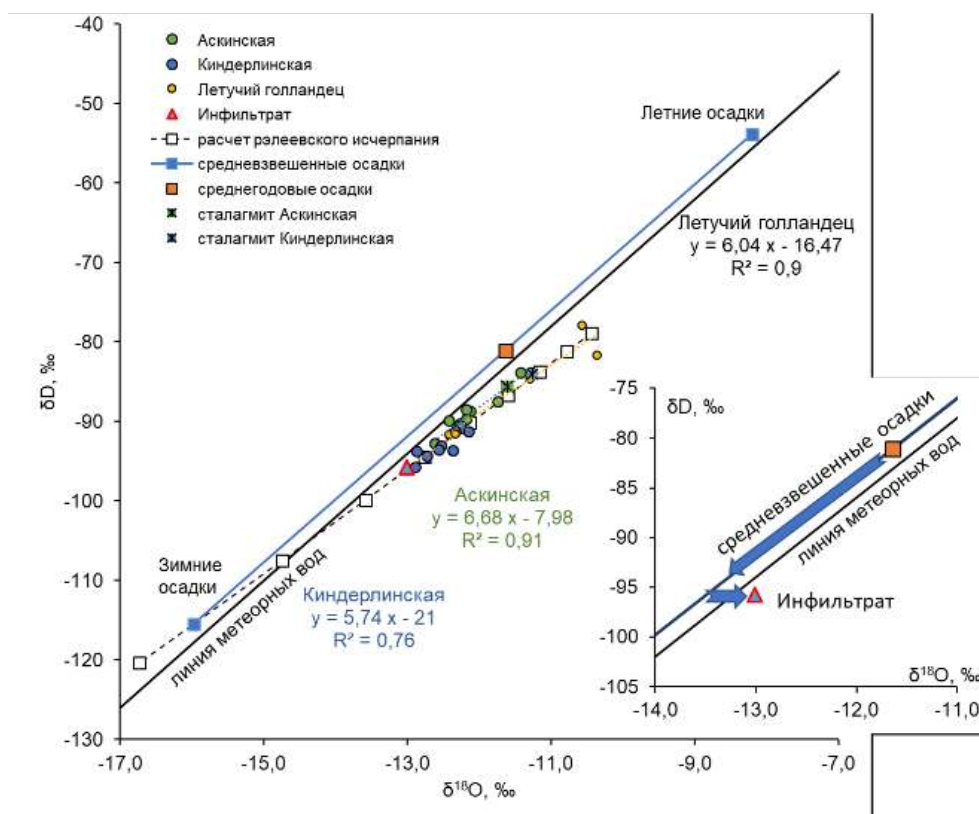 -40
-50
-60
-70
-80
-90
-100
-110
-120
-130
δD, ‰
-17,0
-15,0
-13,0
-11,0
-9,0
-7,0
δ¹⁸O, ‰
Аскинская
Киндерлинская
Летучий голландец
Инфильтрат
расчет рэлеевского исчерпания
средневзвешенные осадки
среднегодовые осадки
сталагмит Аскинская
сталагмит Киндерлинская
Летние осадки
Летучий голландец
y = 6,04 x - 16,47
R² = 0,9
Аскинская
y = 6,68 x - 7,98
R² = 0,91
Зимние
осадки
линия метеорных вод
Киндерлинская
y = 5,74 x - 21
R² = 0,76
-75
-80
-85
-90
-95
-100
-105
δD, ‰
средневзвешенные осадки
линия метеорных вод
Инфильтрат
δ¹⁸O, ‰
-14,0
-13,0
-12,0
-11,0